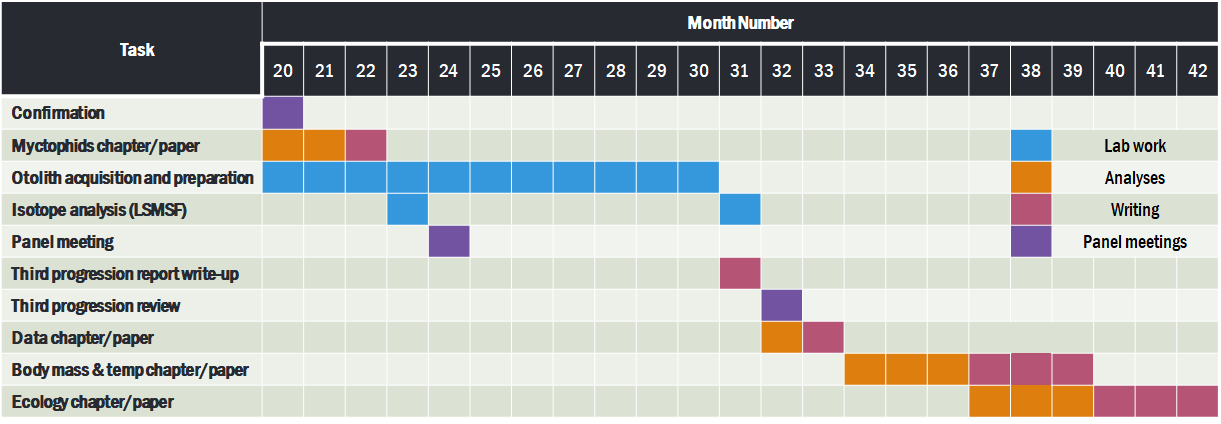 Task
Month Number
20 21 22 23 24 25 26 27 28 29 30 31 32 33 34 35 36 37 38 39 40 41 42
Confirmation
Myctophids chapter/paper
Lab work
Otolith acquisition and preparation
Analyses
Isotope analysis (LSMSF)
Writing
Panel meeting
Panel meetings
Third progression report write-up
Third progression review
Data chapter/paper
Body mass & temp chapter/paper
Ecology chapter/paper